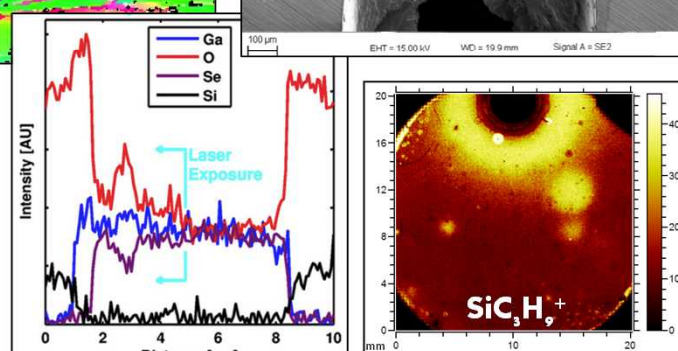 100 µm
EHT = 15.00 kV    WD = 19.9 mm    Signal A = SE2
Ga
O
Se
Si
Intensity [AU]
Laser
Exposure
0 2 4 6 8 10
20
16
12
8
4
0
mm 0 10 20
SiC₃H₉⁺
40
30
20
10
0